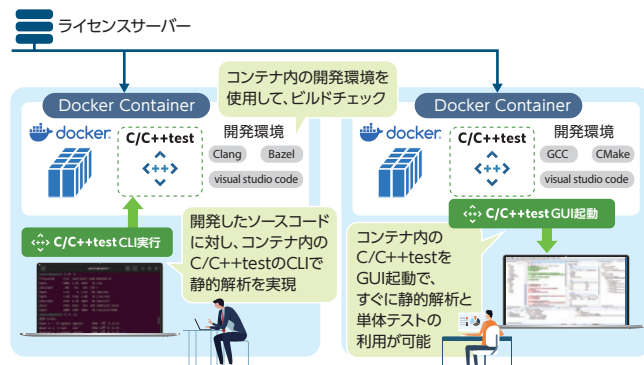 ライセンスサーバー
コンテナ内の開発環境を
使用して、ビルドチェック
Docker Container
docker
C/C++test
<++>
開発環境
Clang
Bazel
visual studio code
C/C++test CLI実行
開発したソースコード
に対し、コンテナ内の
C/C++testのCLIで
静的解析を実現
Docker Container
docker
C/C++test
<++>
開発環境
GCC
CMake
visual studio code
C/C++test GUI起動
コンテナ内の
C/C++testを
GUI起動で、
すぐに静的解析と
単体テストの
利用が可能